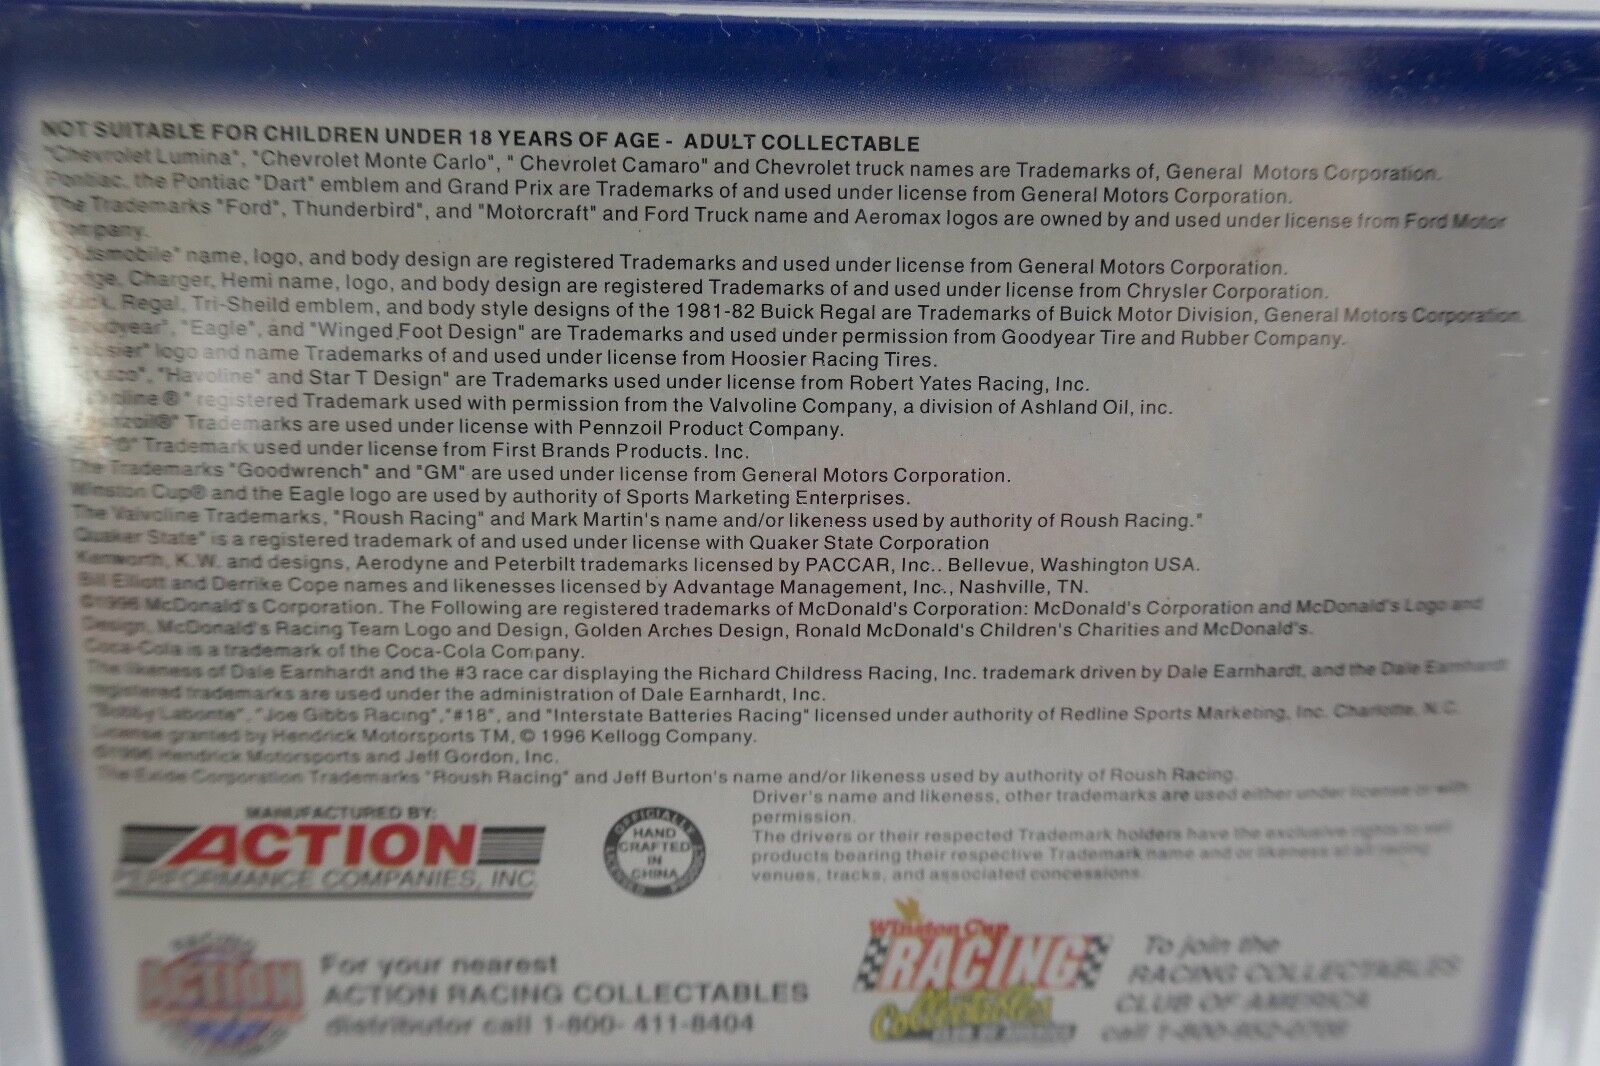 NOT SUITABLE FOR CHILDREN UNDER 18 YEARS OF AGE - ADULT COLLECTABLE
"Chevrolet Lumina", "Chevrolet Monte Carlo", " Chevrolet Camaro" and Chevrolet truck names are Trademarks of, General Motors Corporation.
Pontiac, the Pontiac "Dart" emblem and Grand Prix are Trademarks of and used under license from General Motors Corporation.
The Trademarks "Ford", Thunderbird", and "Motorcraft" and Ford Truck name and Aeromax logos are owned by and used under license from Ford Motor
Company.
"Oldsmobile" name, logo, and body design are registered Trademarks and used under license from General Motors Corporation.
Dodge, Charger, Hemi name, logo, and body design are registered Trademarks of and used under license from Chrysler Corporation.
Buick, Regal, Tri-Sheild emblem, and body style designs of the 1981-82 Buick Regal are Trademarks of Buick Motor Division, General Motors Corporation.
"Goodyear", "Eagle", and "Winged Foot Design" are Trademarks and used under permission from Goodyear Tire and Rubber Company.
"Hoosier" logo and name Trademarks of and used under license from Hoosier Racing Tires.
"Texaco", "Havoline" and Star T Design" are Trademarks used under license from Robert Yates Racing, Inc.
"Valvoline ® " registered Trademark used with permission from the Valvoline Company, a division of Ashland Oil, inc.
"Pennzoil®" Trademarks are used under license with Pennzoil Product Company.
Trademark used under license from First Brands Products. Inc.
The Trademarks "Goodwrench" and "GM" are used under license from General Motors Corporation.
Winston Cup® and the Eagle logo are used by authority of Sports Marketing Enterprises.
The Valvoline Trademarks, "Roush Racing" and Mark Martin's name and/or likeness used by authority of Roush Racing."
Quaker State" is a registered trademark of and used under license with Quaker State Corporation
Kenworth, K.W. and designs, Aerodyne and Peterbilt trademarks licensed by PACCAR, Inc.. Bellevue, Washington USA.
Bill Elliott and Derrike Cope names and likenesses licensed by Advantage Management, Inc., Nashville, TN.
©1996 McDonald's Corporation. The Following are registered trademarks of McDonald's Corporation: McDonald's Corporation and McDonald's Logo and
Design, McDonald's Racing Team Logo and Design, Golden Arches Design, Ronald McDonald's Children's Charities and McDonald's.
Coca-Cola is a trademark of the Coca-Cola Company.
The likeness of Dale Earnhardt and the #3 race car displaying the Richard Childress Racing, Inc. trademark driven by Dale Earnhardt, and the Dale Earnhardt
registered trademarks are used under the administration of Dale Earnhardt, Inc.
"Bobby Labonte", "Joe Gibbs Racing","#18", and "Interstate Batteries Racing" licensed under authority of Redline Sports Marketing, Inc. Charlotte, N.C.
License granted by Hendrick Motorsports TM, © 1996 Kellogg Company.
©1996 Hendrick Motorsports and Jeff Gordon, Inc.
The Exide Corporation Trademarks "Roush Racing" and Jeff Burton's name and/or likeness used by authority of Roush Racing.
Driver's name and likeness, other trademarks are used either under license or with
permission.
The drivers or their respected Trademark holders have the exclusive rights to sell
products bearing their respective Trademark name and or likeness at all racing
venues, tracks, and associated concessions.
MANUFACTURED BY:
ACTION
PERFORMANCE COMPANIES, INC
OFFICIALLY
HAND
CRAFTED
IN
CHINA
LICENSED PRODUCT
RACING
ACTION
For your nearest
ACTION RACING COLLECTABLES
distributor call 1-800- 411-8404
Winston Cup
RACING
Collectables
CLUB OF AMERICA
To join the
RACING COLLECTABLES
CLUB OF AMERICA
call 1-800-852-0706